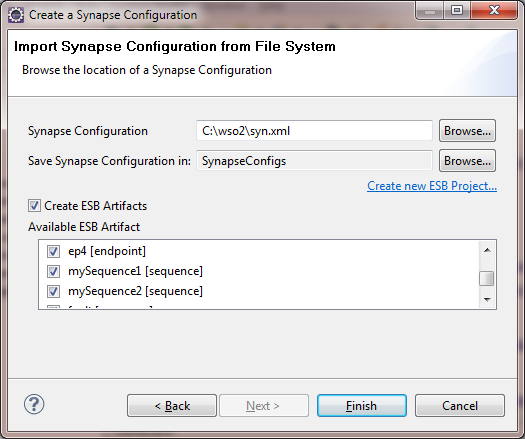 Create a Synapse Configuration
Import Synapse Configuration from File System
Browse the location of a Synapse Configuration
Synapse Configuration C:\wso2\syn.xml Browse...
Save Synapse Configuration in: SynapseConfigs Browse...
Create new ESB Project...
Create ESB Artifacts
Available ESB Artifact
ep4 [endpoint]
mySequence1 [sequence]
mySequence2 [sequence]
< Back Next > Finish Cancel